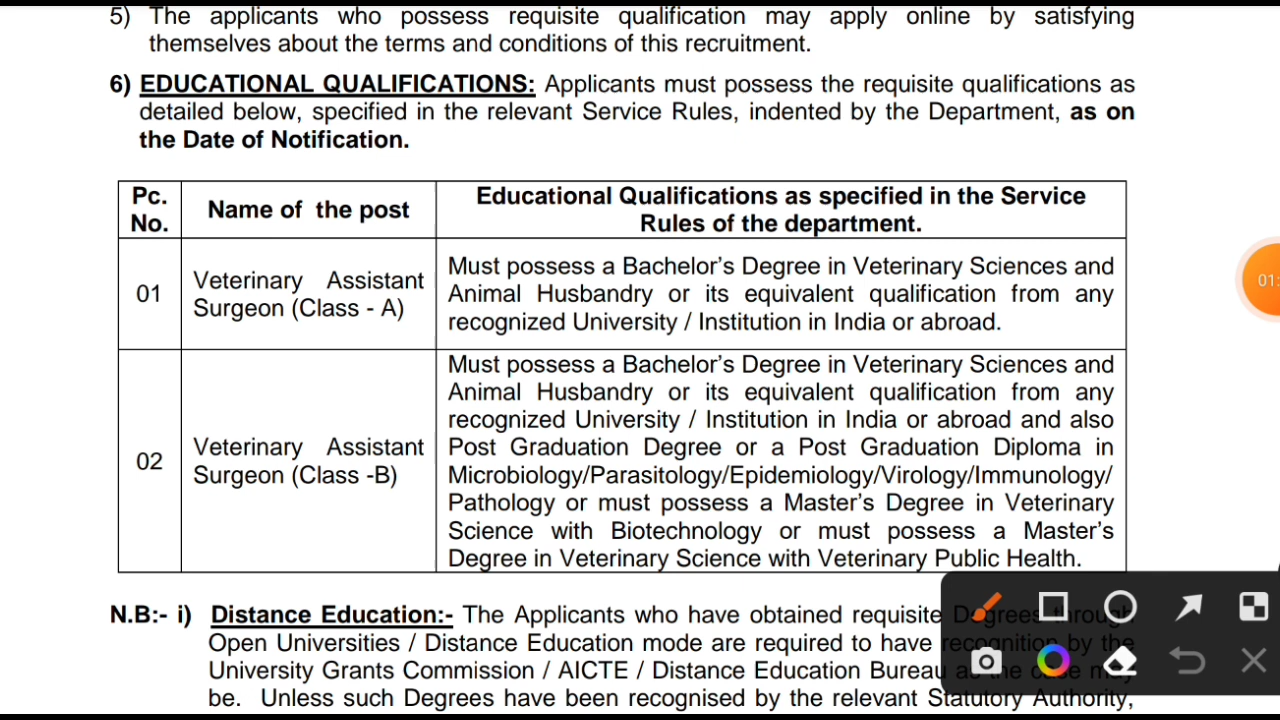 5) The applicants who possess requisite qualification may apply online by satisfying
themselves about the terms and conditions of this recruitment.
6) EDUCATIONAL QUALIFICATIONS: Applicants must possess the requisite qualifications as
detailed below, specified in the relevant Service Rules, indented by the Department, as on
the Date of Notification.
Pc.
No.
Name of the post
Educational Qualifications as specified in the Service
Rules of the department.
01
Veterinary Assistant
Surgeon (Class - A)
Must possess a Bachelor’s Degree in Veterinary Sciences and
Animal Husbandry or its equivalent qualification from any
recognized University / Institution in India or abroad.
02
Veterinary Assistant
Surgeon (Class -B)
Must possess a Bachelor’s Degree in Veterinary Sciences and
Animal Husbandry or its equivalent qualification from any
recognized University / Institution in India or abroad and also
Post Graduation Degree or a Post Graduation Diploma in
Microbiology/Parasitology/Epidemiology/Virology/Immunology/
Pathology or must possess a Master’s Degree in Veterinary
Science with Biotechnology or must possess a Master’s
Degree in Veterinary Science with Veterinary Public Health.
N.B:- i) Distance Education:- The Applicants who have obtained requisite Degrees through
Open Universities / Distance Education mode are required to have recognition by the
University Grants Commission / AICTE / Distance Education Bureau as the case may
be. Unless such Degrees have been recognised by the relevant Statutory Authority,
01: